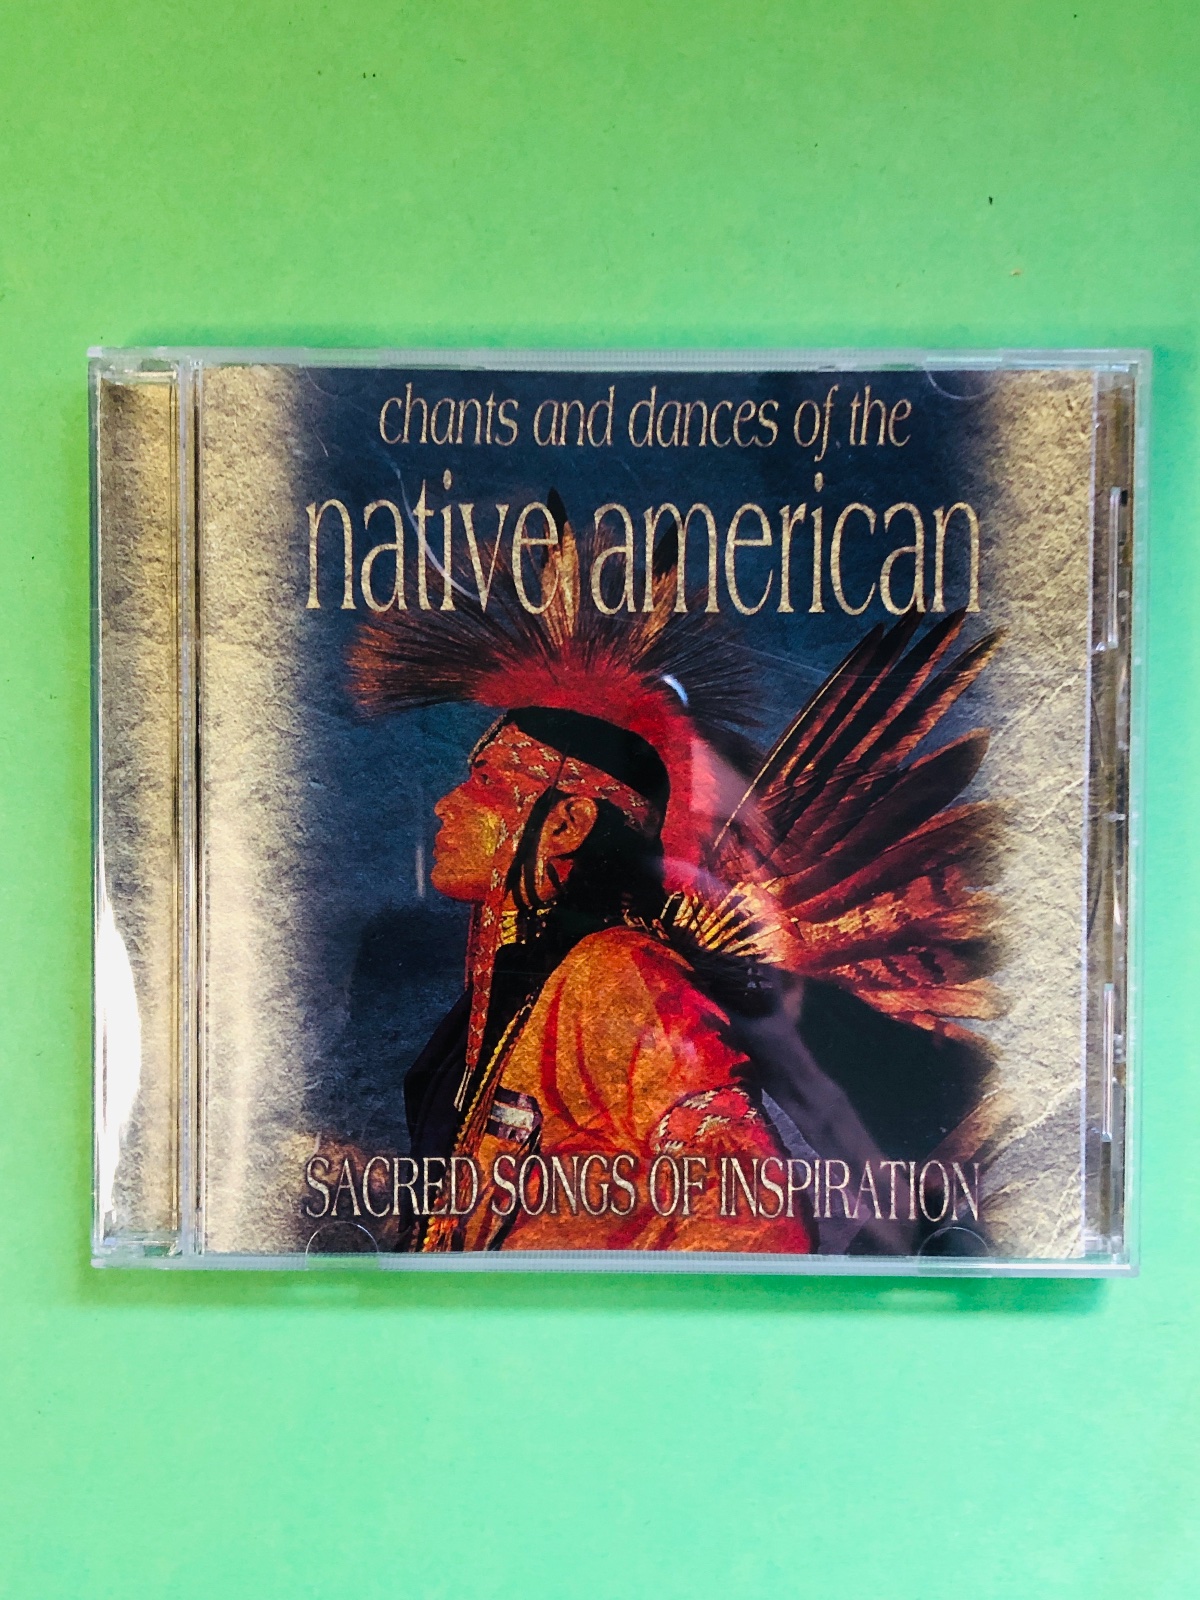 chants and dances of the
native american
SACRED SONGS OF INSPIRATION